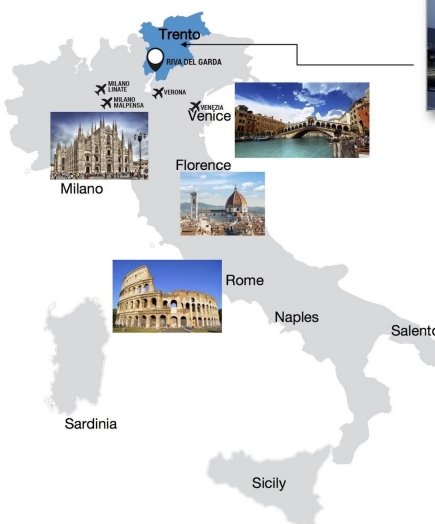 Trento
RIVA DEL GARDA
MILANO
LINATE
MILANO
MALPENSA
VERONA
VENEZIA
Venice
Florence
Milano
Rome
Naples
Salento
Sardinia
Sicily